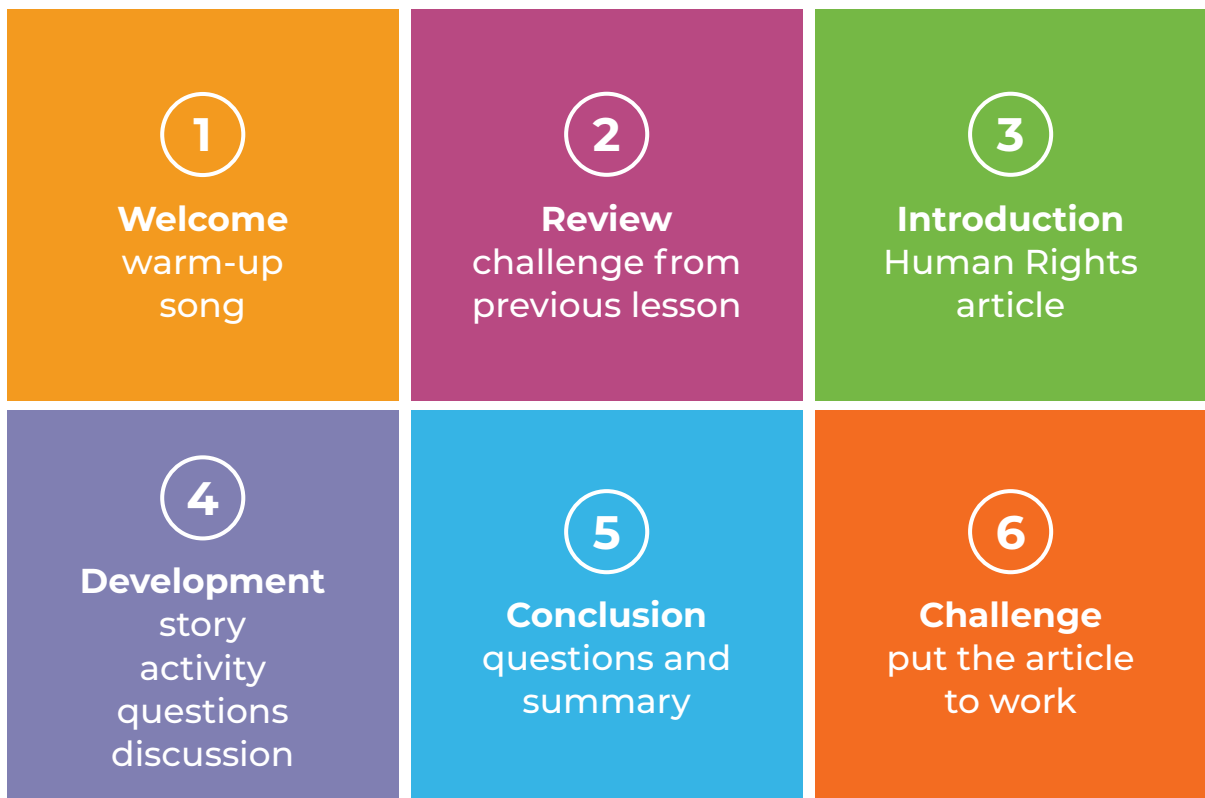 1
Welcome
warm-up
song
2
Review
challenge from
previous lesson
3
Introduction
Human Rights
article
4
Development
story
activity
questions
discussion
5
Conclusion
questions and
summary
6
Challenge
put the article
to work